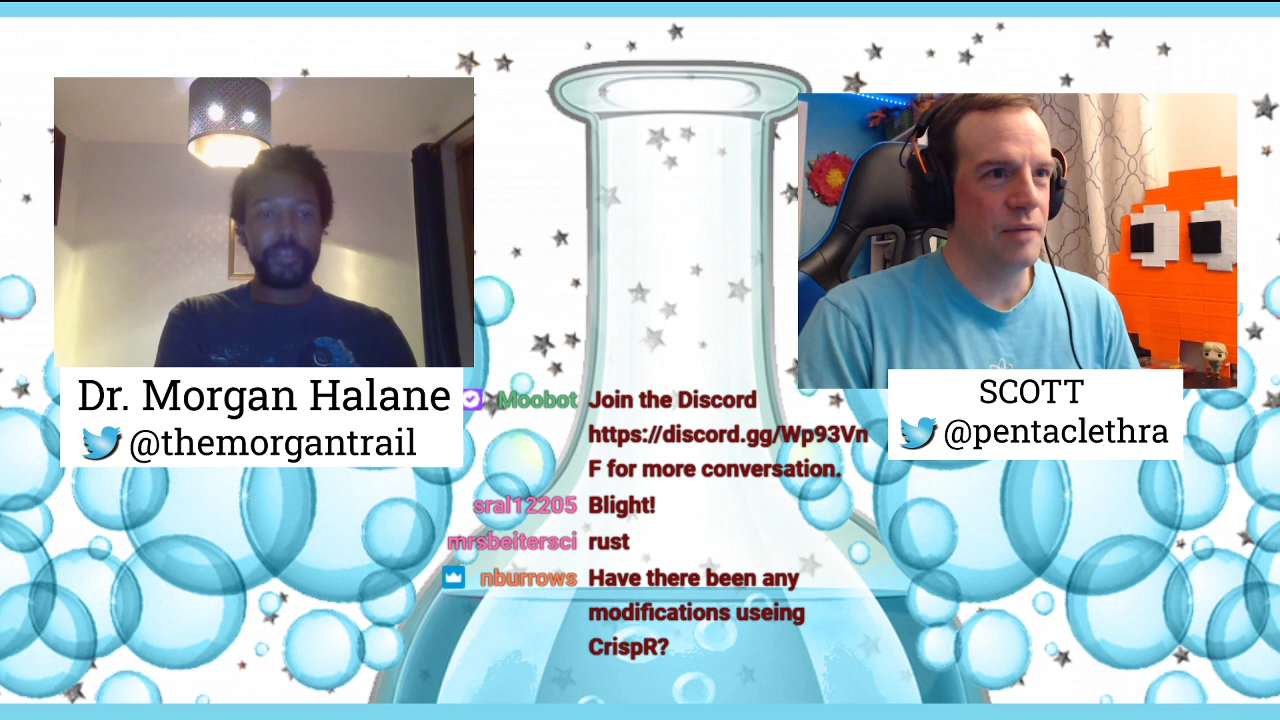 Dr. Morgan Halane
@themorgantrail
SCOTT
@pentaclethra
Moobot Join the Discord
https://discord.gg/Wp93Vn
F for more conversation.
sral12205 Blight!
mrsbeitersci rust
nburrows Have there been any
modifications useing
CrispR?